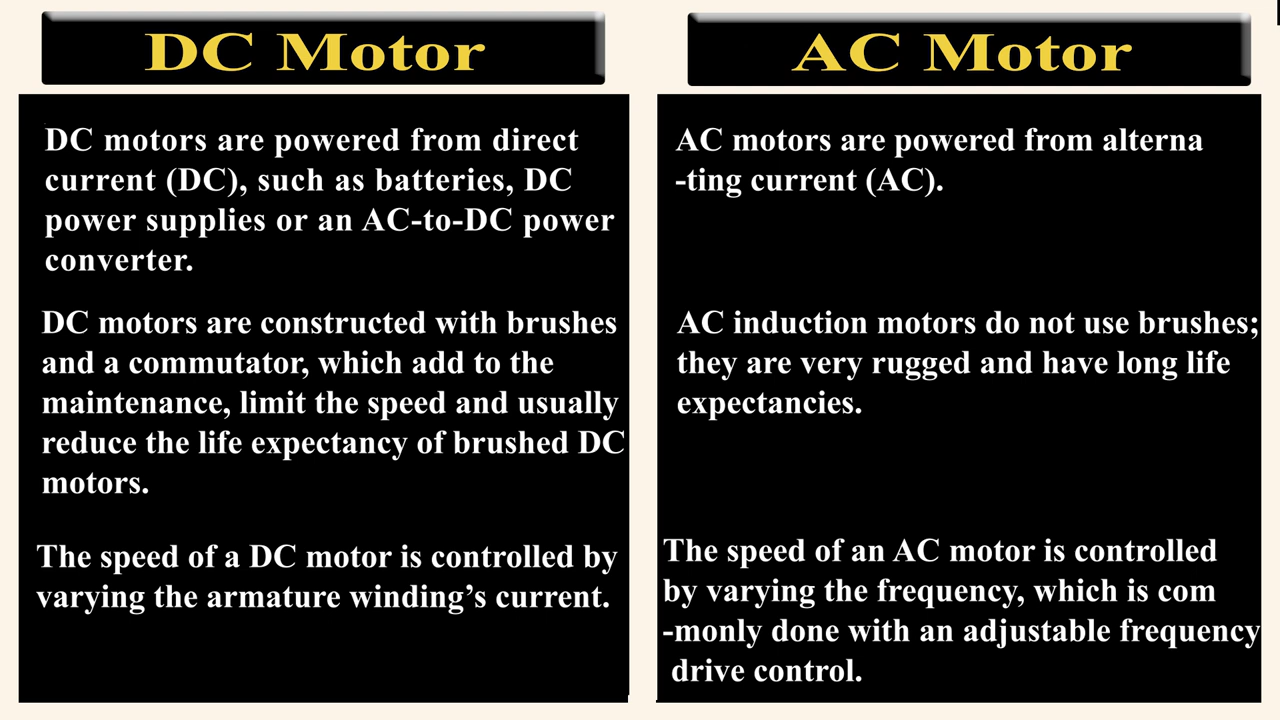 DC Motor
DC motors are powered from direct
current (DC), such as batteries, DC
power supplies or an AC-to-DC power
converter.
DC motors are constructed with brushes
and a commutator, which add to the
maintenance, limit the speed and usually
reduce the life expectancy of brushed DC
motors.
The speed of a DC motor is controlled by
varying the armature winding’s current.
AC Motor
AC motors are powered from alterna
-ting current (AC).
AC induction motors do not use brushes;
they are very rugged and have long life
expectancies.
The speed of an AC motor is controlled
by varying the frequency, which is com
-monly done with an adjustable frequency
drive control.